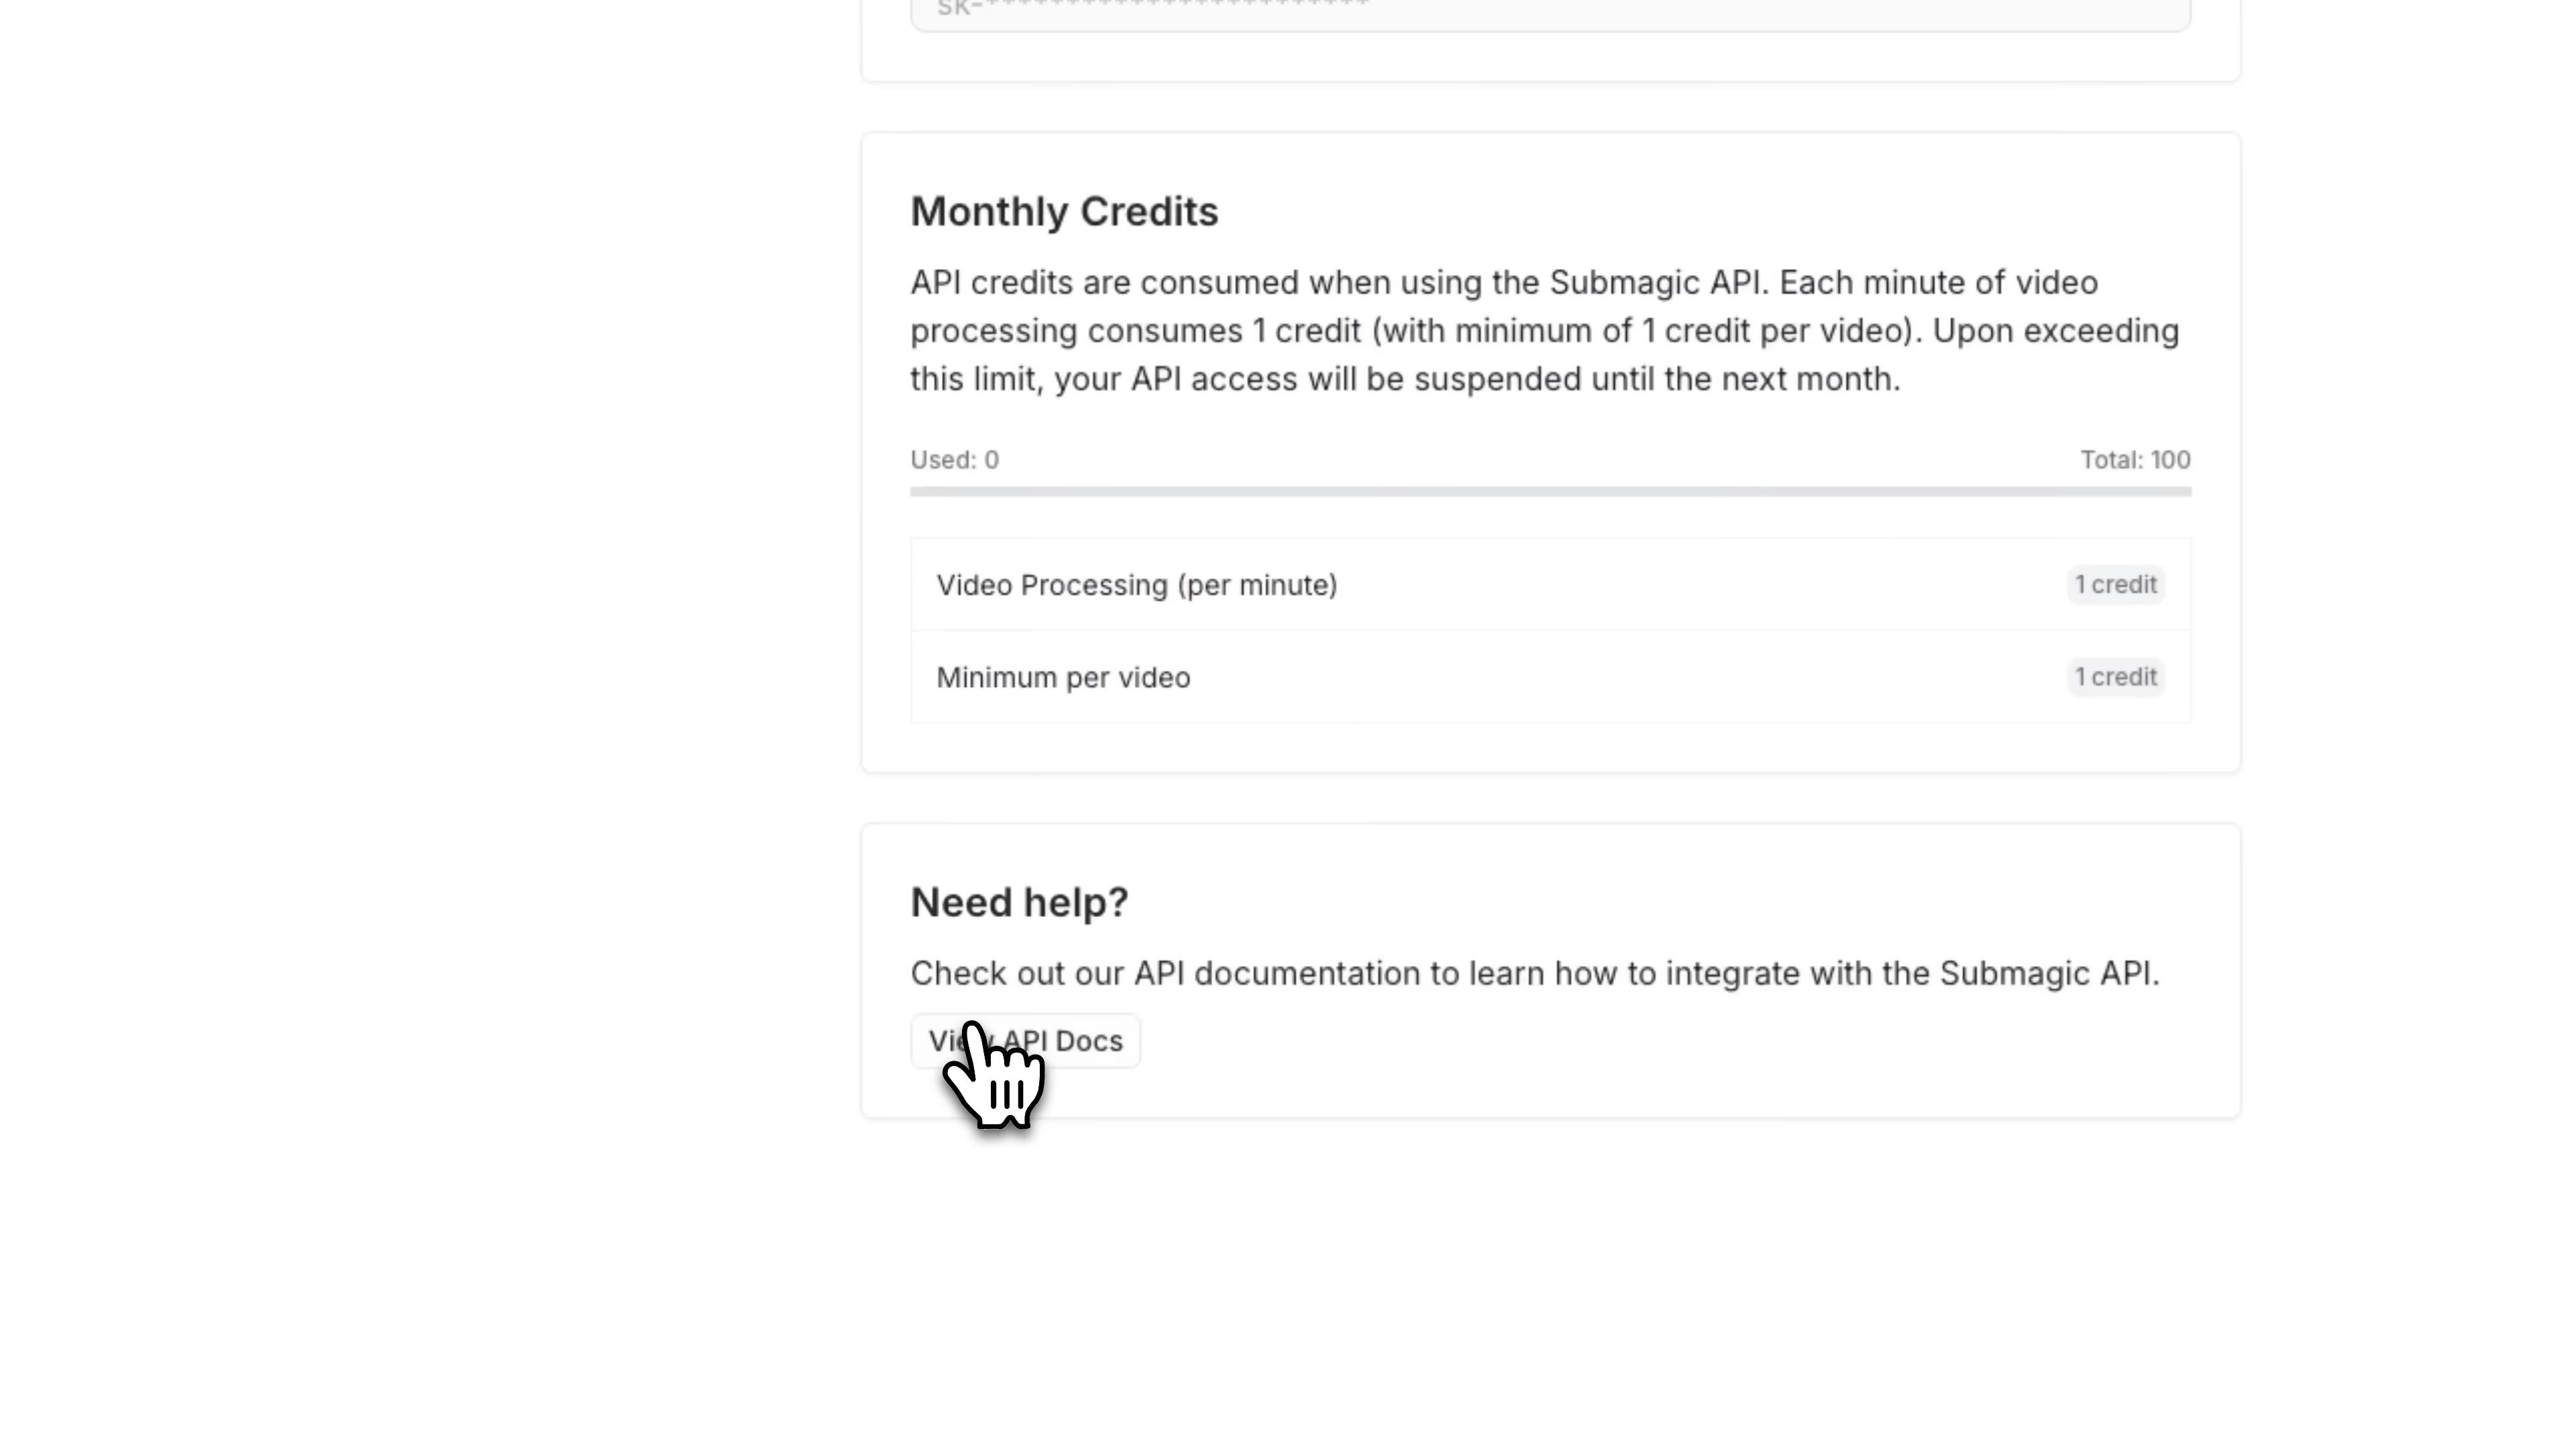 sk-************************
Monthly Credits
API credits are consumed when using the Submagic API. Each minute of video
processing consumes 1 credit (with minimum of 1 credit per video). Upon exceeding
this limit, your API access will be suspended until the next month.
Used: 0
Total: 100
Video Processing (per minute)
1 credit
Minimum per video
1 credit
Need help?
Check out our API documentation to learn how to integrate with the Submagic API.
View API Docs